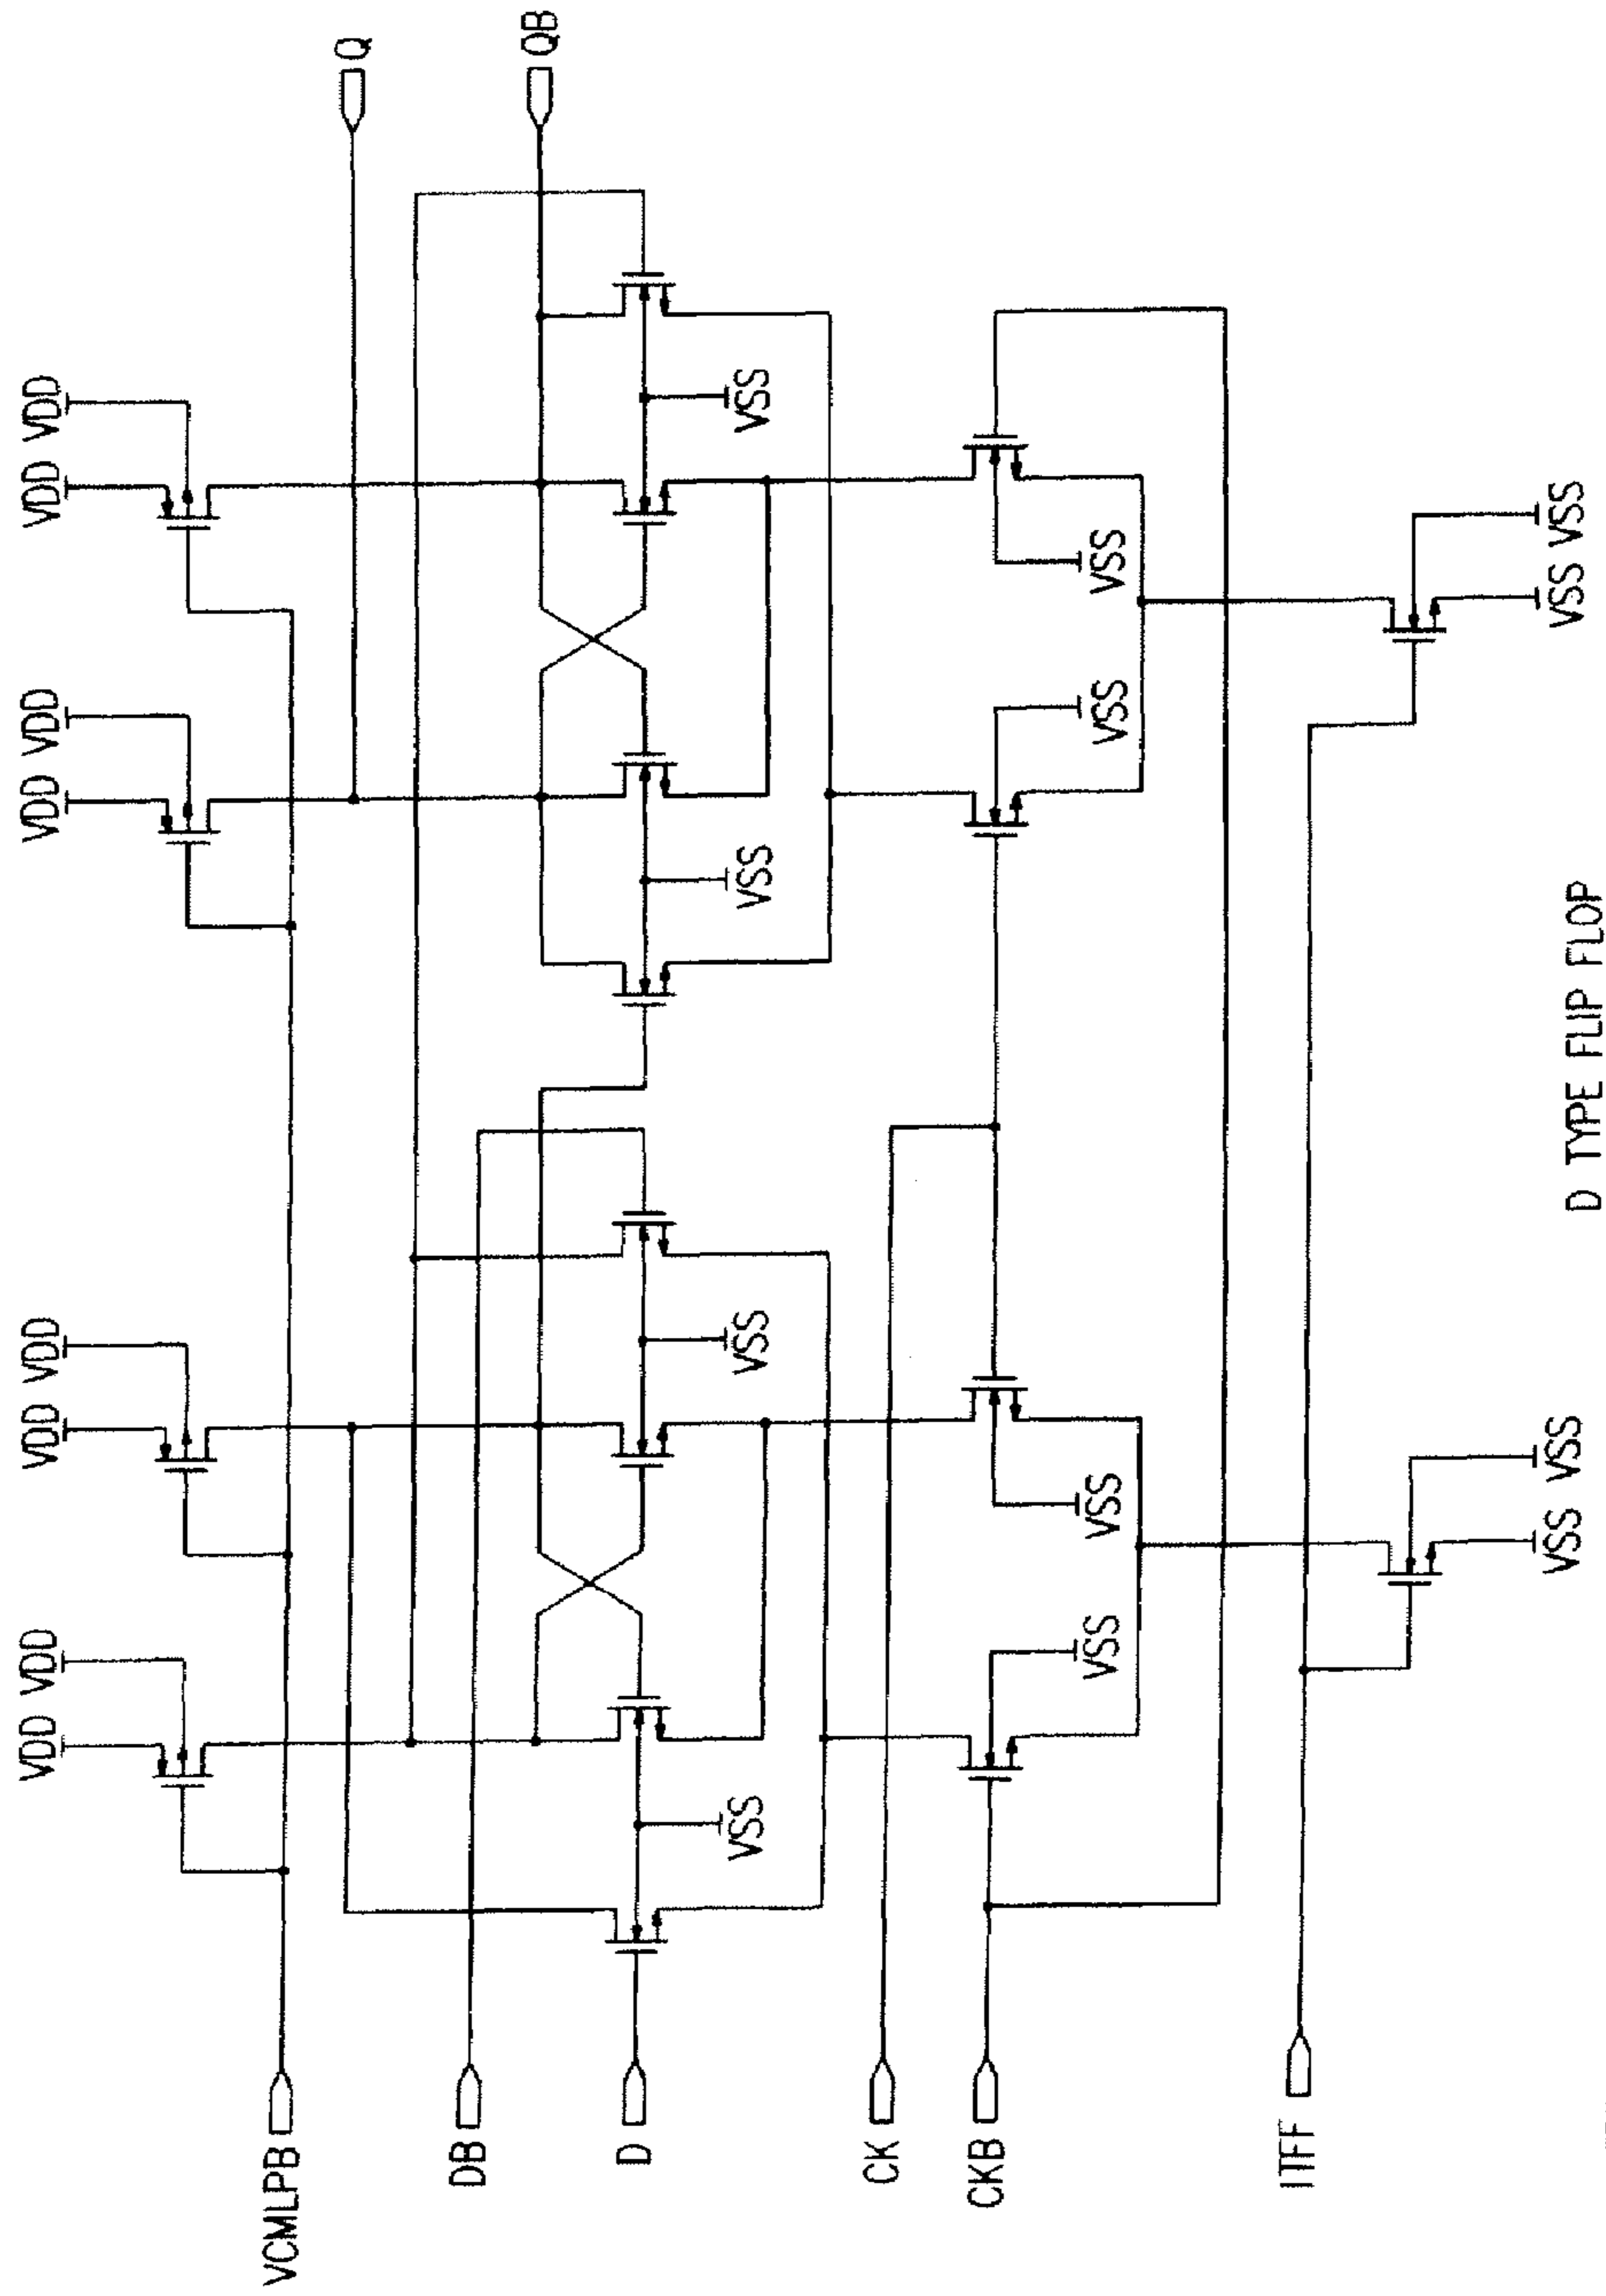 VDD VDD
VDD VDD
VDD VDD
VDD VDD
VCMLPB
Q
DB
QB
D
VSS
VSS
VSS
VSS
CK
CKB
VSS
VSS
VSS
VSS
ITFF
VSS VSS
VSS VSS
D TYPE FLIP FLOP